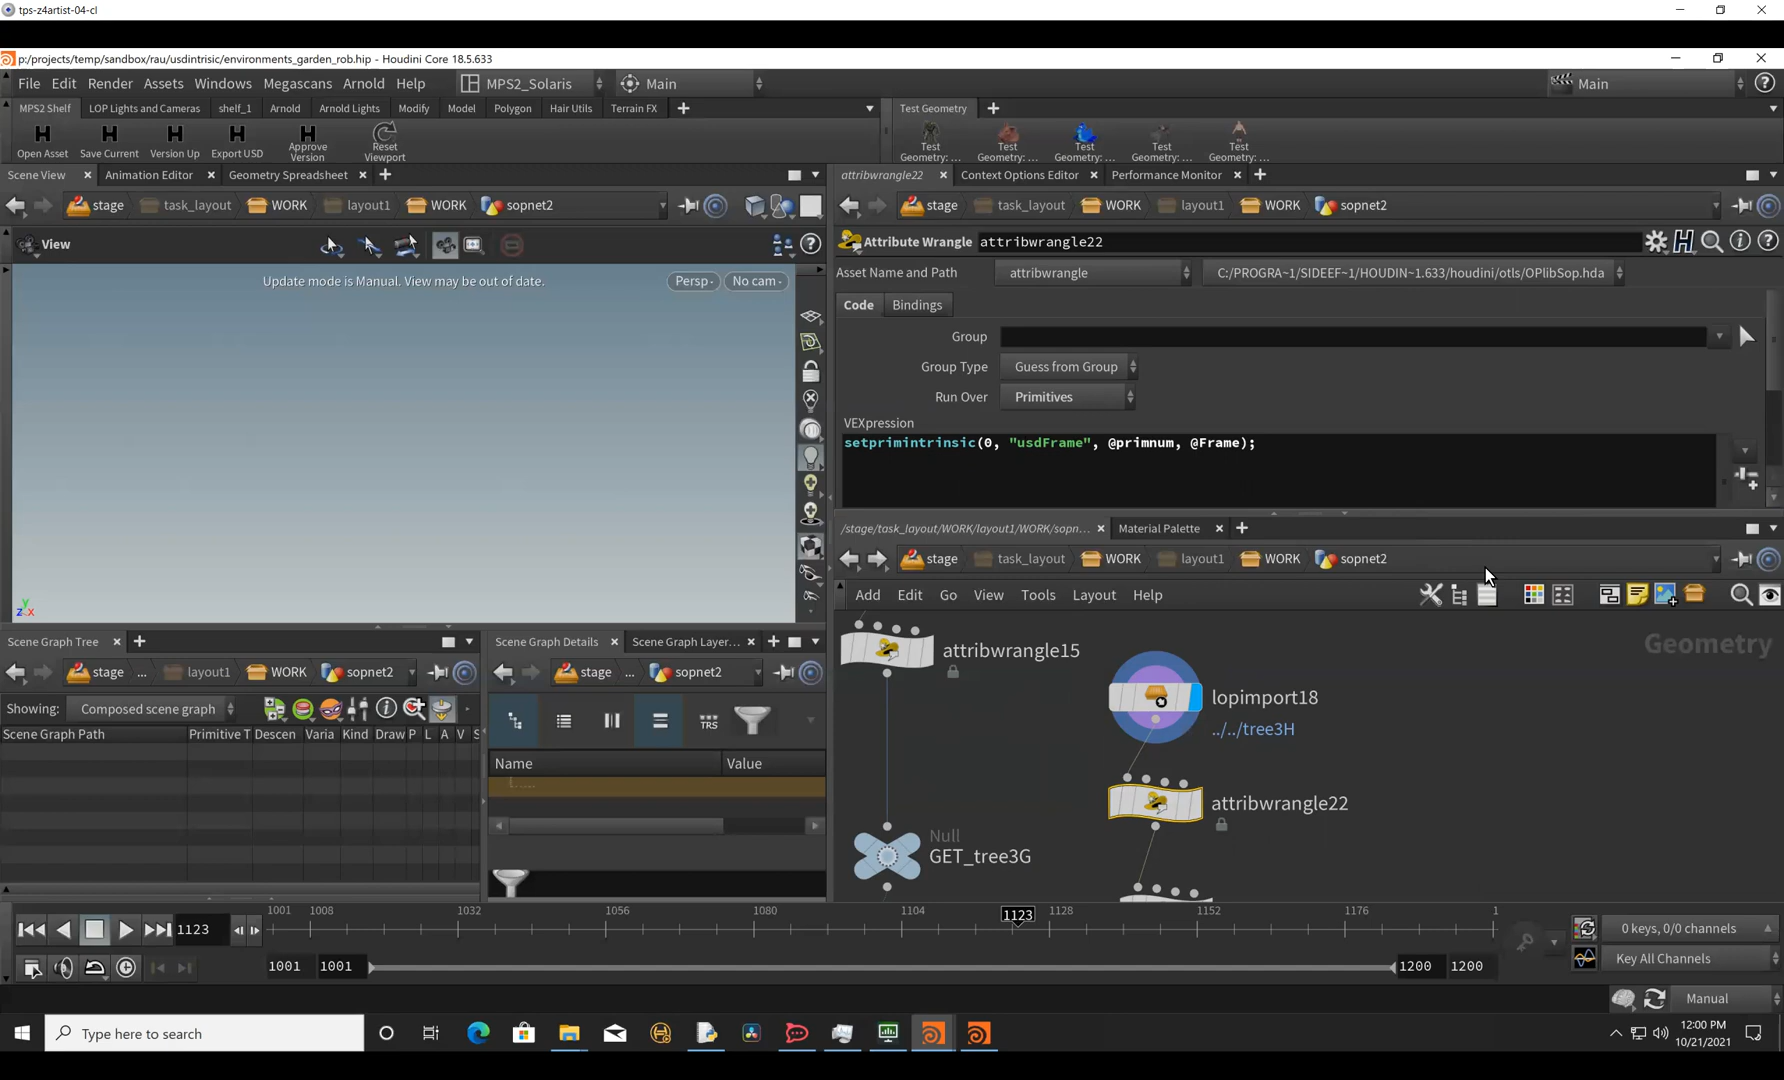 tps-z4artist-04-cl
p:/projects/temp/sandbox/rau/usdintrisic/environments_garden_rob.hip - Houdini Core 18.5.633
File Edit Render Assets Windows Megascans Arnold Help MPS2_Solaris Main Main
MPS2 Shelf LOP Lights and Cameras shelf_1 Arnold Arnold Lights Modify Model Polygon Hair Utils Terrain FX Test Geometry
Open Asset Save Current Version Up Export USD Approve Version Reset Viewport Test Geometry: ... Test Geometry: ... Test Geometry: ... Test Geometry: ... Test Geometry: ...
Scene View Animation Editor Geometry Spreadsheet attribwrangle22 Context Options Editor Performance Monitor
stage task_layout WORK layout1 WORK sopnet2 stage task_layout WORK layout1 WORK sopnet2
View
Attribute Wrangle attribwrangle22
Asset Name and Path attribwrangle C:/PROGRA~1/SIDEEF~1/HOUDIN~1.633/houdini/otls/OPlibSop.hda
Update mode is Manual. View may be out of date. Persp No cam
Code Bindings
Group
Group Type Guess from Group
Run Over Primitives
VEXpression
setprimintrinsic(0, "usdFrame", @primnum, @Frame);
/stage/task_layout/WORK/layout1/WORK/sopn... Material Palette
stage task_layout WORK layout1 WORK sopnet2
Add Edit Go View Tools Layout Help
Geometry
attribwrangle15
lopimport18
../../tree3H
attribwrangle22
Null
GET_tree3G
z x
Scene Graph Tree Scene Graph Details Scene Graph Layer...
stage ... layout1 WORK sopnet2 stage ... sopnet2
Showing: Composed scene graph
TRS
Scene Graph Path Primitive T Descen Varia Kind Draw P L A V S
Name Value
1001 1008 1032 1056 1080 1104 1123 1128 1152 1176 1
1123
0 keys, 0/0 channels
1001 1001 1200 1200
Key All Channels
Manual
Type here to search
12:00 PM
10/21/2021